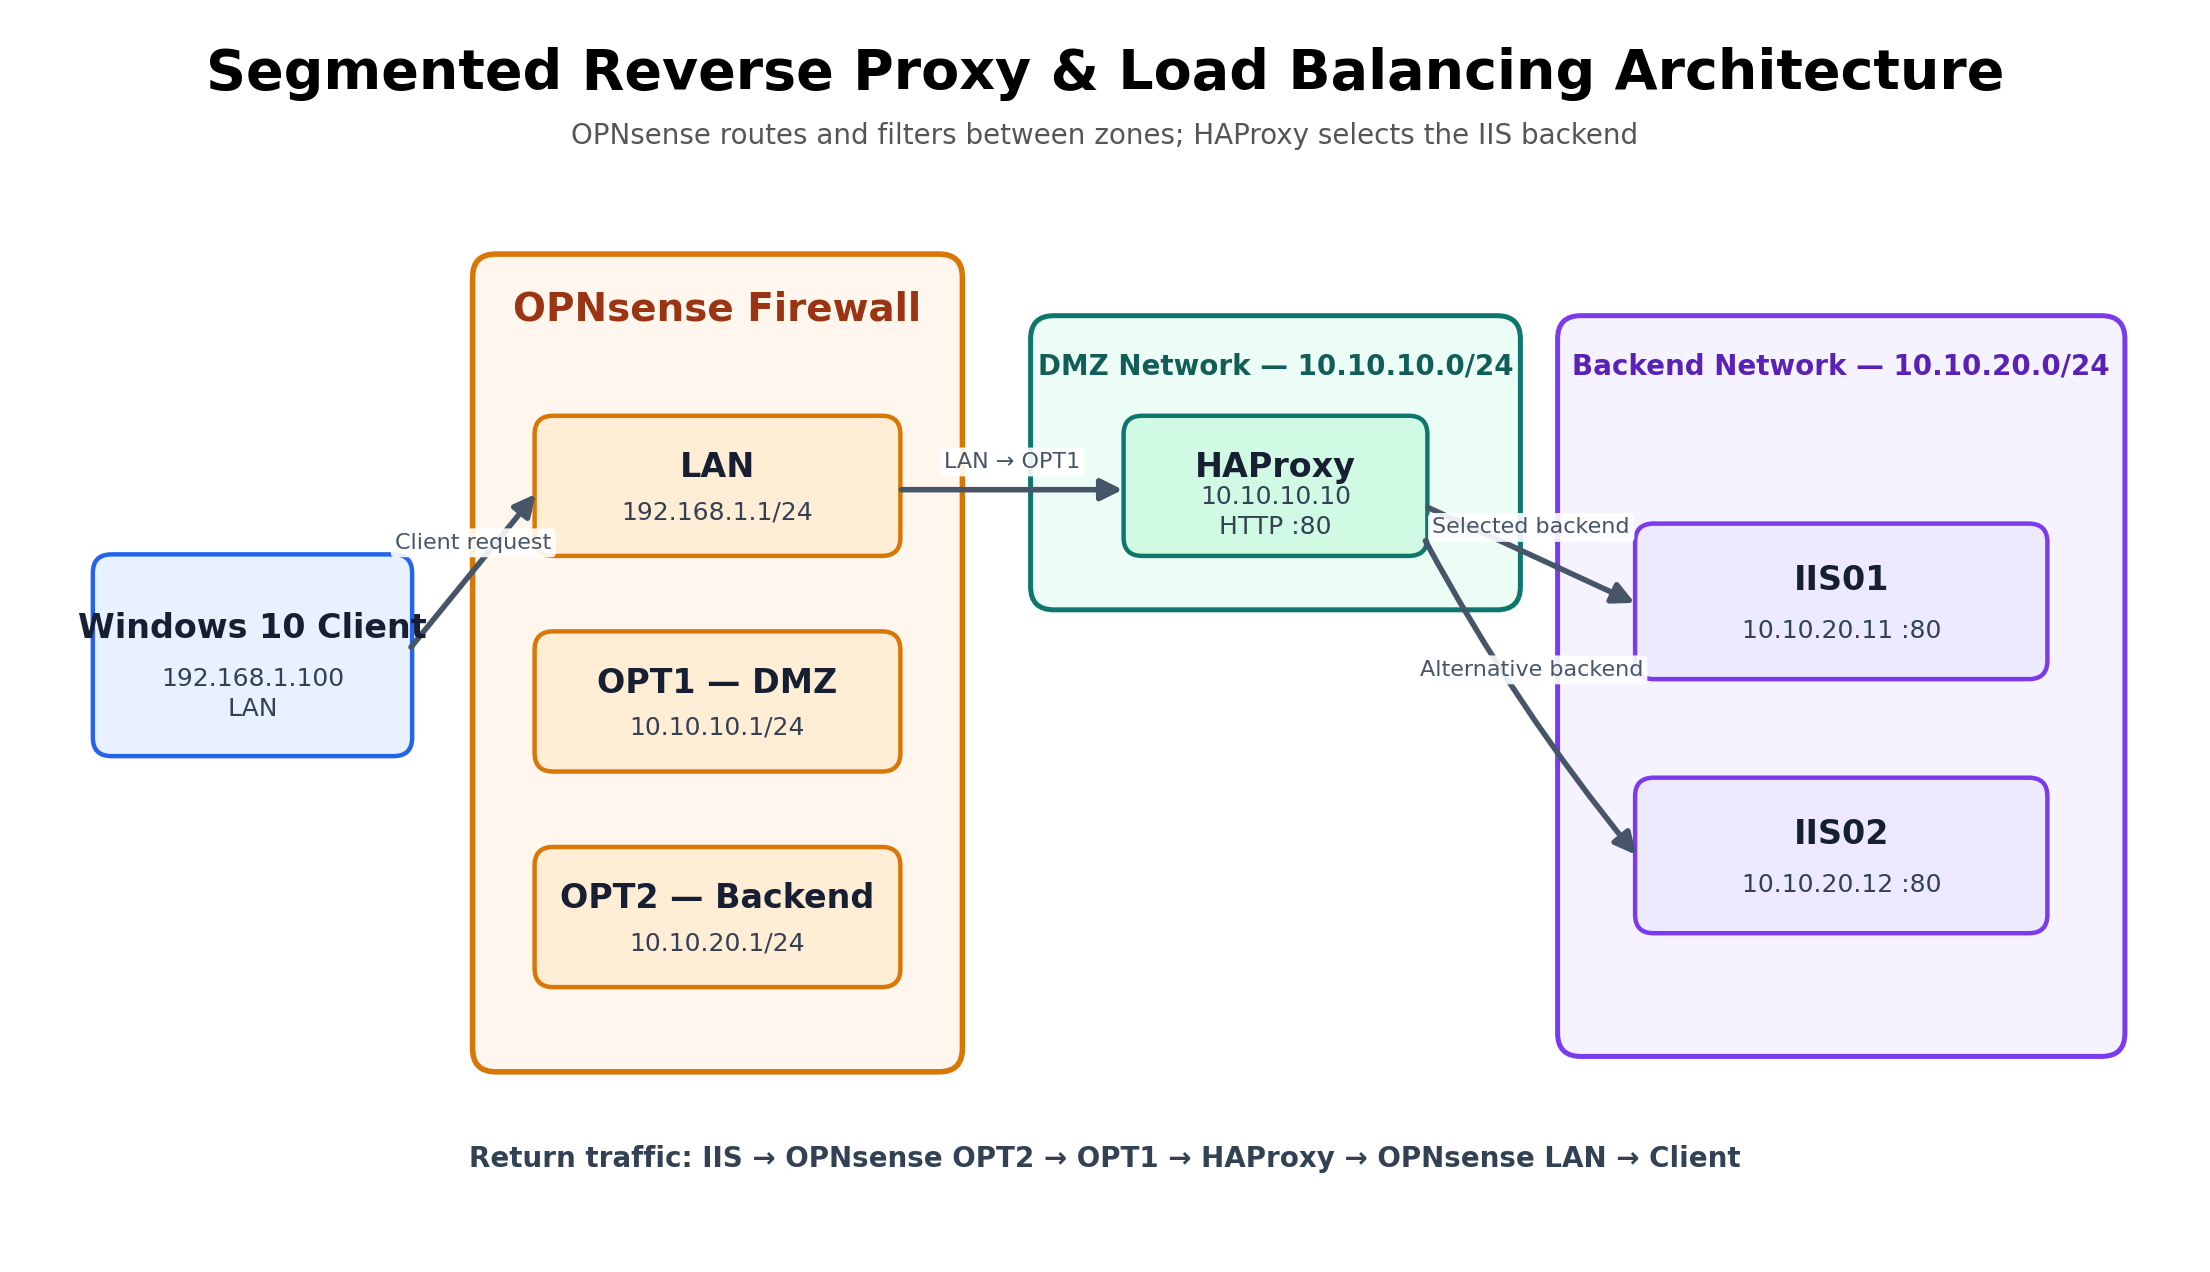 Segmented Reverse Proxy & Load Balancing Architecture
OPNsense routes and filters between zones; HAProxy selects the IIS backend
Windows 10 Client
192.168.1.100
LAN
Client request
OPNsense Firewall
LAN
192.168.1.1/24
OPT1 — DMZ
10.10.10.1/24
OPT2 — Backend
10.10.20.1/24
LAN → OPT1
DMZ Network — 10.10.10.0/24
HAProxy
10.10.10.10
HTTP :80
Selected backend
Alternative backend
Backend Network — 10.10.20.0/24
IIS01
10.10.20.11 :80
IIS02
10.10.20.12 :80
Return traffic: IIS → OPNsense OPT2 → OPT1 → HAProxy → OPNsense LAN → Client